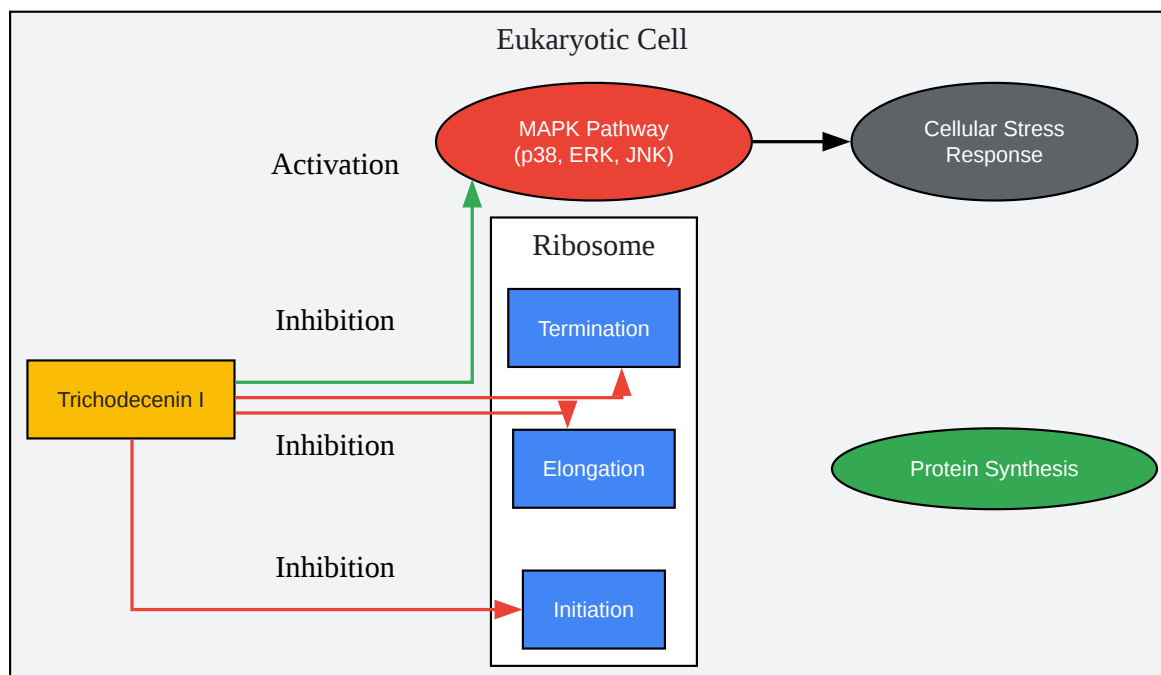 Eukaryotic Cell
MAPK Pathway
(p38, ERK, JNK)
Cellular Stress
Response
Activation
Ribosome
Inhibition
Termination
Trichodecenin I
Inhibition
Elongation
Protein Synthesis
Inhibition
Initiation